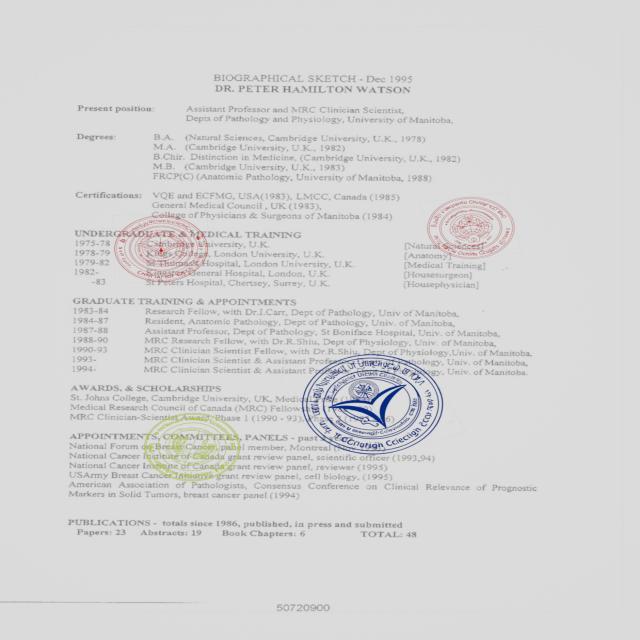 BIOGRAPHICAL SKETCH - Dec 1995
DR. PETER HAMILTON WATSON
Present position: Assistant Professor and MRC Clinician Scientist,
Depts of Pathology and Physiology, University of Manitoba,
Degrees: B.A. (Natural Sciences, Cambridge University, U.K., 1978)
M.A. (Cambridge University, U.K., 1982)
B.Chir. Distinction in Medicine, (Cambridge University, U.K., 1982)
M.B. (Cambridge University, U.K., 1983)
FRCP(C) (Anatomic Pathology, University of Manitoba, 1988)
Certifications: VQE and ECFMG, USA(1983), LMCC, Canada (1985)
General Medical Council, UK (1983),
College of Physicians & Surgeons of Manitoba (1984)
UNDERGRADUATE & MEDICAL TRAINING
1975-78 Cambridge University, U.K. [Natural Sciences]
1978-79 Kings College, London University, U.K. [Anatomy]
1979-82 St Thomas's Hospital, London University, U.K. [Medical Training]
1982- General Hospital, London, U.K. [Housesurgeon]
-83 St Peters Hospital, Chertsey, Surrey, U.K. [Housephysician]
GRADUATE TRAINING & APPOINTMENTS
1983-84 Research Fellow, with Dr.I.Carr, Dept of Pathology, Univ of Manitoba,
1984-87 Resident, Anatomic Pathology, Dept of Pathology, Univ of Manitoba,
1987-88 Assistant Professor, Dept of Pathology, St Boniface Hospital, Univ of Manitoba,
1988-90 MRC Research Fellow, with Dr.R.Shiu, Dept of Physiology, Univ of Manitoba,
1990-93 MRC Clinician Scientist Fellow, with Dr.R.Shiu, Dept of Physiology,Univ. of Manitoba,
1993- MRC Clinician Scientist & Assistant Univ. of Manitoba,
1994- MRC Clinician Scientist & Assistant Univ. of Manitoba.
AWARDS, & SCHOLARSHIPS
St. Johns College, Cambridge University, UK,
Medical Research Council of Canada (MRC)
MRC Clinician-Scientist Award, Phase 1 (1990 - 93),
APPOINTMENTS, COMMITTEES, PANELS - past
National Forum on Breast Cancer, panel member, Montreal
National Cancer Institute of Canada grant review panel, scientific officer (1993,94)
National Cancer Institute of Canada grant review panel, reviewer (1995)
USArmy Breast Cancer Initiative grant review panel, cell biology, (1995)
American Association of Pathologists, Consensus Conference on Clinical Relevance of Prognostic
Markers in Solid Tumors, breast cancer panel (1994)
PUBLICATIONS - totals since 1986, published, in press and submitted
Papers: 23 Abstracts: 19 Book Chapters: 6 TOTAL: 48
50720900